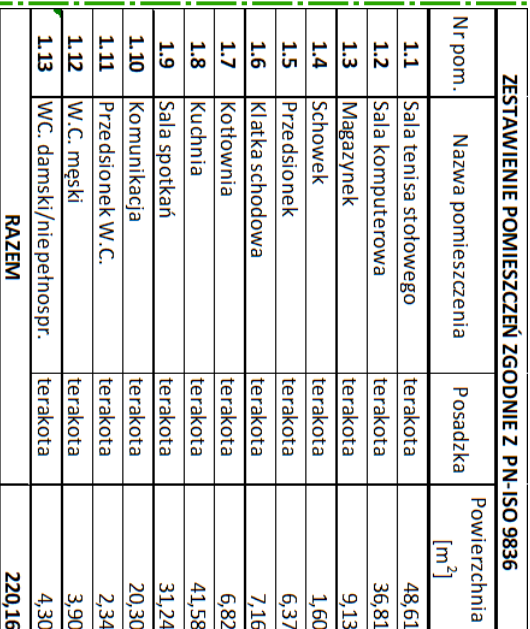 ZESTAWIENIE POMIESZCZEŃ ZGODNIE Z PN-ISO 9836
Nr pom. Nazwa pomieszczenia Posadzka Powierzchnia [m²]
1.1 Sala tenisa stołowego terakota 48,61
1.2 Sala komputerowa terakota 36,81
1.3 Magazynek terakota 9,13
1.4 Schowek terakota 1,60
1.5 Przedsionek terakota 6,37
1.6 Klatka schodowa terakota 7,16
1.7 Kotłownia terakota 6,82
1.8 Kuchnia terakota 41,58
1.9 Sala spotkań terakota 31,24
1.10 Komunikacja terakota 20,30
1.11 Przedsionek W.C. terakota 2,34
1.12 W.C. męski terakota 3,90
1.13 WC. damski/niepełnospr. terakota 4,30
RAZEM 220,16